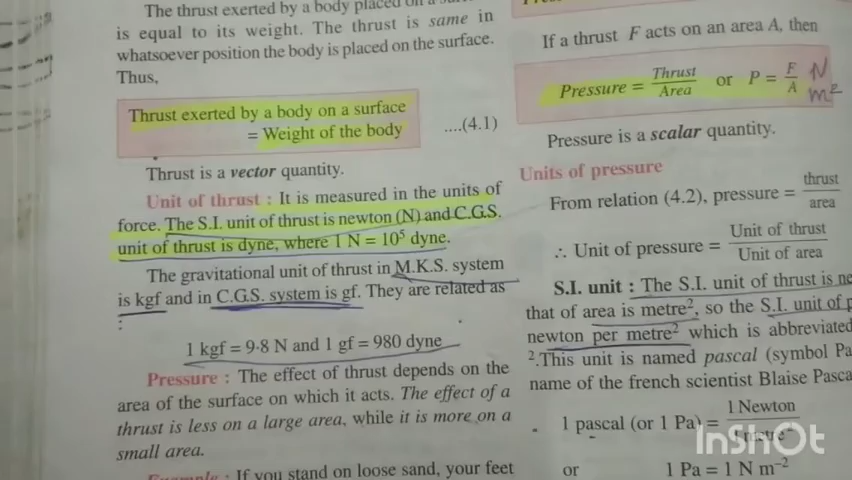 The thrust exerted by a body placed on a
is equal to its weight. The thrust is same in
whatsoever position the body is placed on the surface.
Thus,
Thrust exerted by a body on a surface
= Weight of the body
....(4.1)
Thrust is a vector quantity.
Unit of thrust : It is measured in the units of
force. The S.I. unit of thrust is newton (N) and C.G.S.
unit of thrust is dyne, where 1 N = 10⁵ dyne.
The gravitational unit of thrust in M.K.S. system
is kgf and in C.G.S. system is gf. They are related as
:
1 kgf = 9·8 N and 1 gf = 980 dyne
Pressure : The effect of thrust depends on the
area of the surface on which it acts. The effect of a
thrust is less on a large area, while it is more on a
small area.
Example : If you stand on loose sand, your feet
If a thrust F acts on an area A, then
Pressure = Thrust / Area or P = F / A N / m²
Pressure is a scalar quantity.
Units of pressure
From relation (4.2), pressure = thrust / area
∴ Unit of pressure = Unit of thrust / Unit of area
S.I. unit : The S.I. unit of thrust is ne
that of area is metre², so the S.I. unit of p
newton per metre² which is abbreviated
². This unit is named pascal (symbol Pa
name of the french scientist Blaise Pasca
1 pascal (or 1 Pa) = 1 Newton / 1 metre²
or 1 Pa = 1 N m⁻²
InShOt